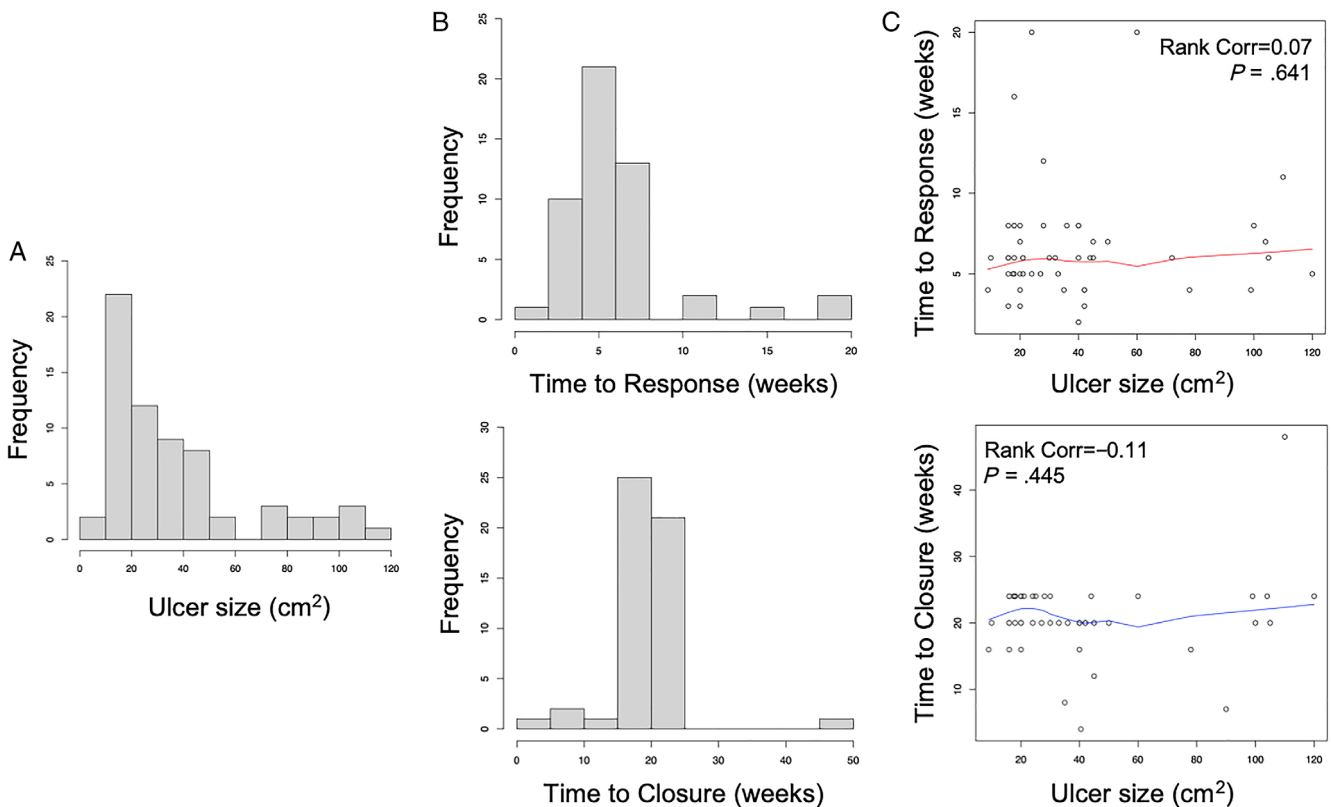 A
Frequency
0 5 10 15 20 25
0 20 40 60 80 100 120
Ulcer size (cm²)
B
Frequency
0 5 10 15 20 25
0 5 10 15 20
Time to Response (weeks)
Frequency
0 5 10 15 20 25 30
0 10 20 30 40 50
Time to Closure (weeks)
C
Time to Response (weeks)
5 10 15 20
Rank Corr=0.07
P = .641
20 40 60 80 100 120
Ulcer size (cm²)
Time to Closure (weeks)
10 20 30 40
Rank Corr=−0.11
P = .445
20 40 60 80 100 120
Ulcer size (cm²)